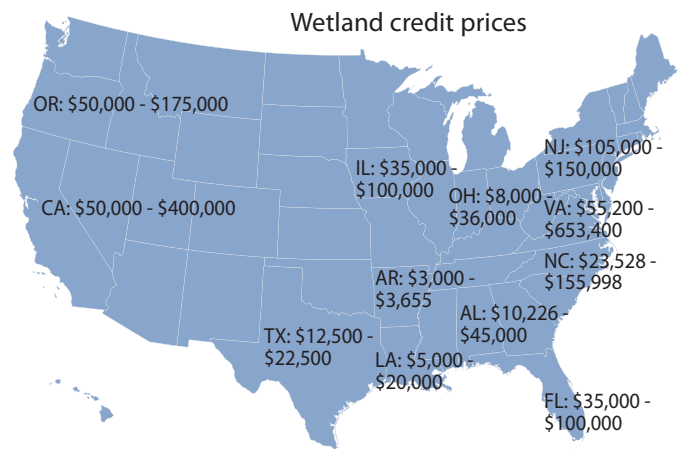 Wetland credit prices
OR: $50,000 - $175,000
NJ: $105,000 -
$150,000
IL: $35,000 -
$100,000
OH: $8,000 -
$36,000
CA: $50,000 - $400,000
VA: $55,200 -
$653,400
NC: $23,528 -
$155,998
AR: $3,000 -
$3,655
AL: $10,226 -
$45,000
TX: $12,500 -
$22,500
LA: $5,000 -
$20,000
FL: $35,000 -
$100,000